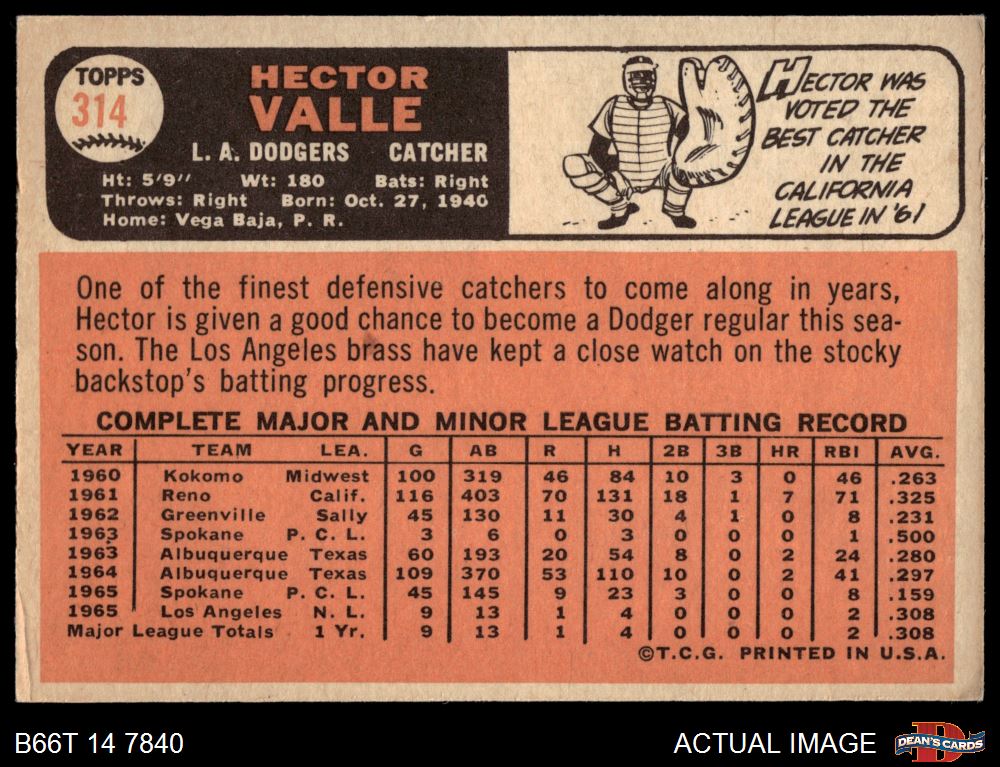 TOPPS
314
HECTOR
VALLE
L. A. DODGERS CATCHER
Ht: 5'9" Wt: 180 Bats: Right
Throws: Right Born: Oct. 27, 1940
Home: Vega Baja, P. R.
HECTOR WAS
VOTED THE
BEST CATCHER
IN THE
CALIFORNIA
LEAGUE IN '61
One of the finest defensive catchers to come along in years,
Hector is given a good chance to become a Dodger regular this sea-
son. The Los Angeles brass have kept a close watch on the stocky
backstop's batting progress.
COMPLETE MAJOR AND MINOR LEAGUE BATTING RECORD
YEAR TEAM LEA. G AB R H 2B 3B HR RBI AVG.
1960 Kokomo Midwest 100 319 46 84 10 3 0 46 .263
1961 Reno Calif. 116 403 70 131 18 1 7 71 .325
1962 Greenville Sally 45 130 11 30 4 1 0 8 .231
1963 Spokane P. C. L. 3 6 0 3 0 0 0 1 .500
1963 Albuquerque Texas 60 193 20 54 8 0 2 24 .280
1964 Albuquerque Texas 109 370 53 110 10 0 2 41 .297
1965 Spokane P. C. L. 45 145 9 23 3 0 0 8 .159
1965 Los Angeles N. L. 9 13 1 4 0 0 0 2 .308
Major League Totals 1 Yr. 9 13 1 4 0 0 0 2 .308
©T.C.G. PRINTED IN U.S.A.
B66T 14 7840
ACTUAL IMAGE
D
DEAN'S CARDS